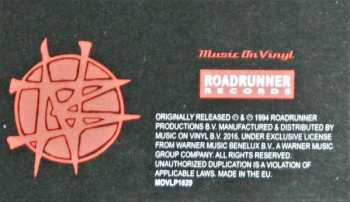 Music On Vinyl
ROADRUNNER
RECORDS
ORIGINALLY RELEASED ℗ & © 1994 ROADRUNNER
PRODUCTIONS B.V. MANUFACTURED & DISTRIBUTED BY
MUSIC ON VINYL B.V. 2016. UNDER EXCLUSIVE LICENSE
FROM WARNER MUSIC BENELUX B.V., A WARNER MUSIC
GROUP COMPANY. ALL RIGHTS RESERVED.
UNAUTHORIZED DUPLICATION IS A VIOLATION OF
APPLICABLE LAWS. MADE IN THE EU.
MOVLP1629